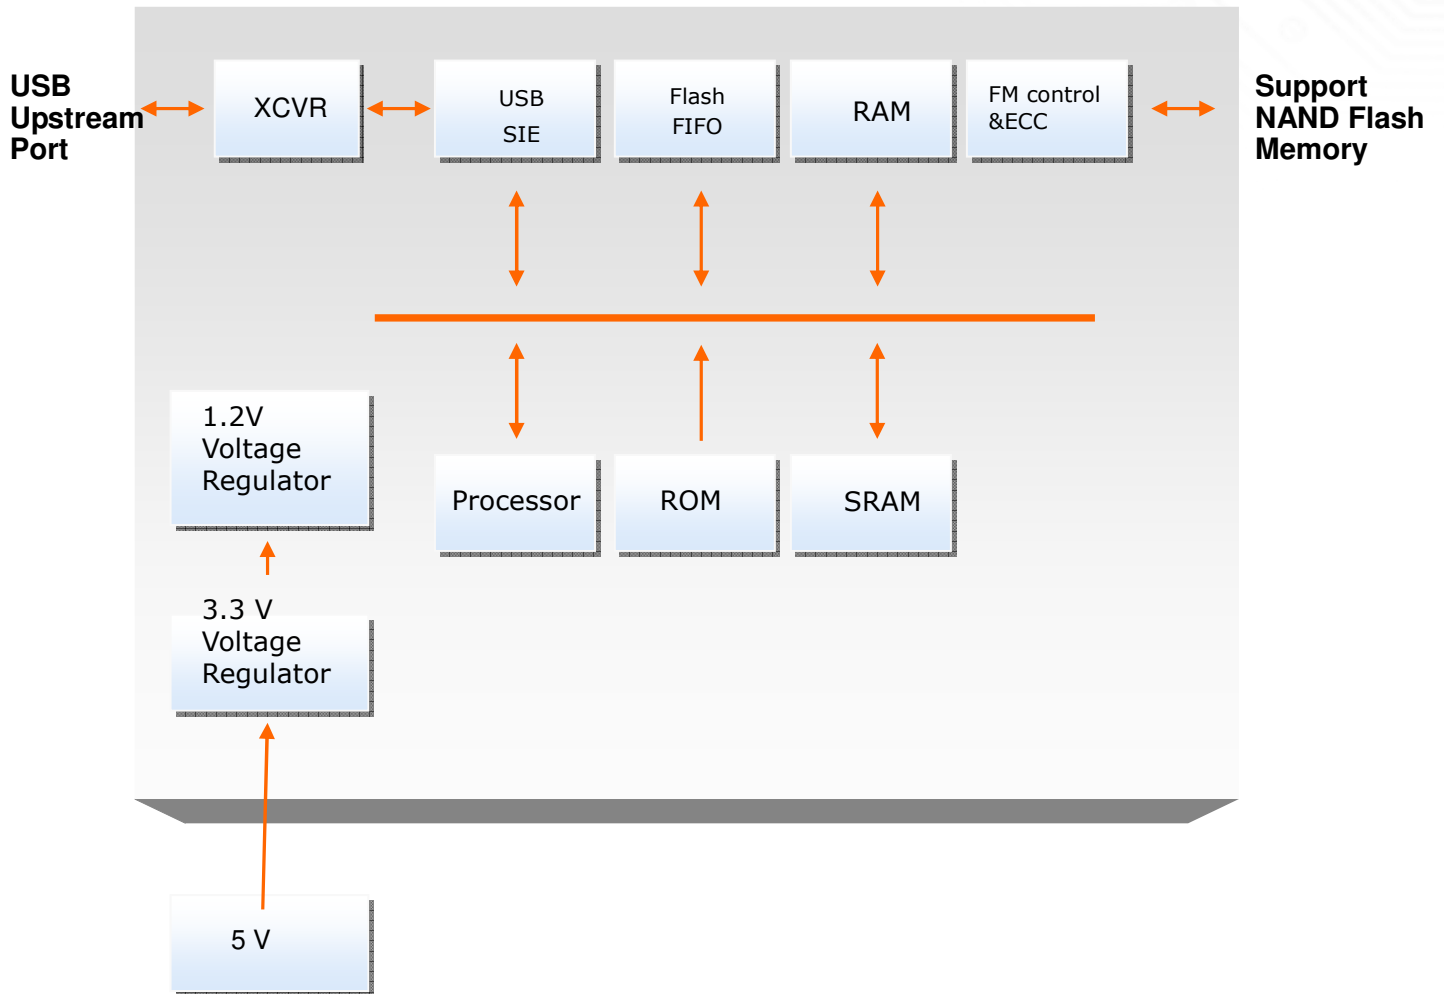 USB
Upstream
Port
XCVR
USB
SIE
Flash
FIFO
RAM
FM control
&ECC
Support
NAND Flash
Memory
1.2V
Voltage
Regulator
Processor
ROM
SRAM
3.3 V
Voltage
Regulator
5 V